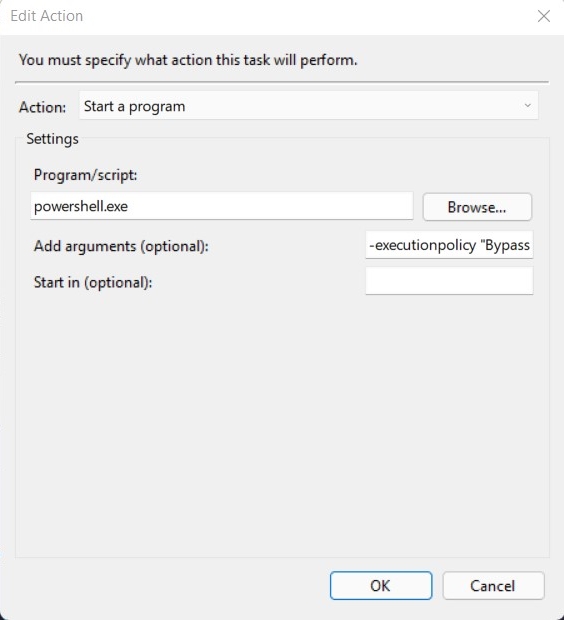 Edit Action
You must specify what action this task will perform.
Action: Start a program
Settings
Program/script:
powershell.exe Browse...
Add arguments (optional): -executionpolicy "Bypass
Start in (optional):
OK Cancel